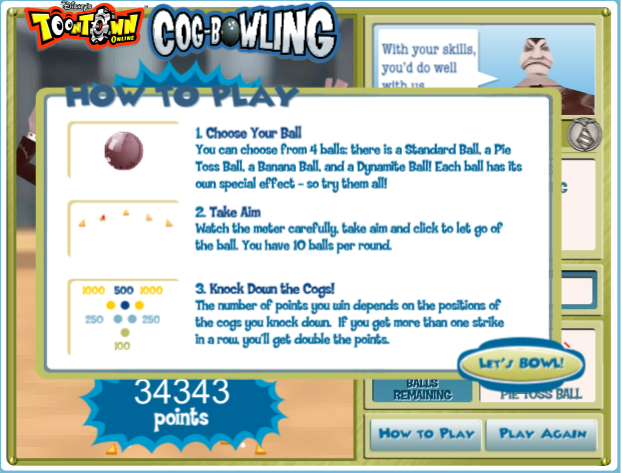 Disney's
TOONTOWN
ONLINE
COG-BOWLING
With your skills,
you'd do well
with us
HOW TO PLAY
1. Choose Your Ball
You can choose from 4 balls: there is a Standard Ball, a Pie
Toss Ball, a Banana Ball, and a Dynamite Ball! Each ball has its
own special effect - so try them all!
2. Take Aim
Watch the meter carefully, take aim and click to let go of
the ball. You have 10 balls per round.
1000 500 1000
250 250
100
3. Knock Down the Cogs!
The number of points you win depends on the positions of
the cogs you knock down. If you get more than one strike
in a row, you'll get double the points.
LET'S BOWL!
34343
points
BALLS
REMAINING
PIE TOSS BALL
HOW TO PLAY
PLAY AGAIN